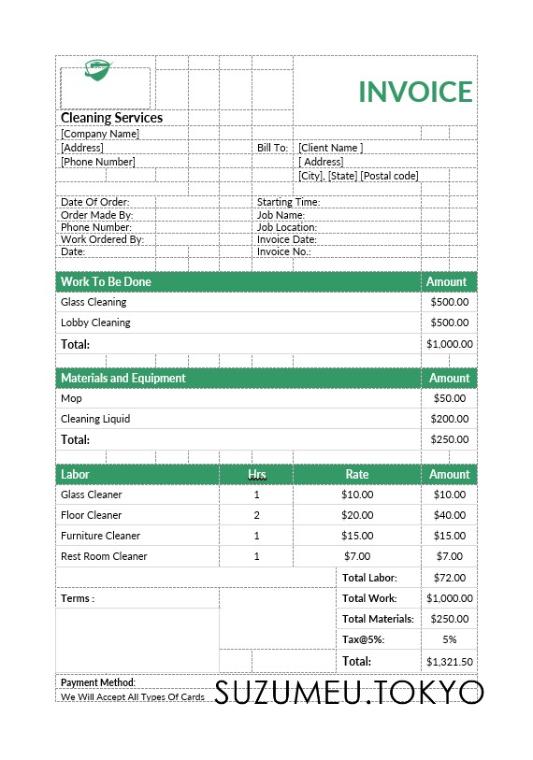 INVOICE
Cleaning Services
[Company Name]
[Address] Bill To: [Client Name ]
[Phone Number] [ Address]
[City], [State] [Postal code]
Date Of Order: Starting Time:
Order Made By: Job Name:
Phone Number: Job Location:
Work Ordered By: Invoice Date:
Date: Invoice No.:
Work To Be Done Amount
Glass Cleaning $500.00
Lobby Cleaning $500.00
Total: $1,000.00
Materials and Equipment Amount
Mop $50.00
Cleaning Liquid $200.00
Total: $250.00
Labor Hrs Rate Amount
Glass Cleaner 1 $10.00 $10.00
Floor Cleaner 2 $20.00 $40.00
Furniture Cleaner 1 $15.00 $15.00
Rest Room Cleaner 1 $7.00 $7.00
Total Labor: $72.00
Terms : Total Work: $1,000.00
Total Materials: $250.00
Tax@5%: 5%
Total: $1,321.50
Payment Method:
We Will Accept All Types Of Cards SUZUMEU.TOKYO